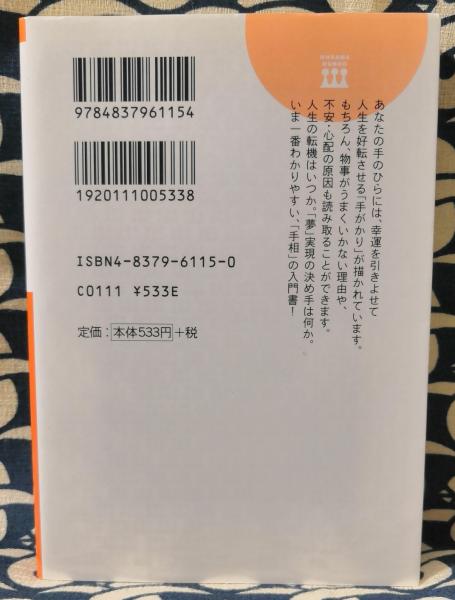 あなたの手のひらには、幸運を引きよせて
人生を好転させる「手がかり」が描かれています。
もちろん、物事がうまくいかない理由や、
不安・心配の原因も読み取ることができます。
人生の転機はいつか。「夢」実現の決め手は何か。
いま一番わかりやすい、「手相」の入門書！
9784837961154
1920111005338
ISBN4-8379-6115-0
C0111 ¥533E
定価：本体533円+税